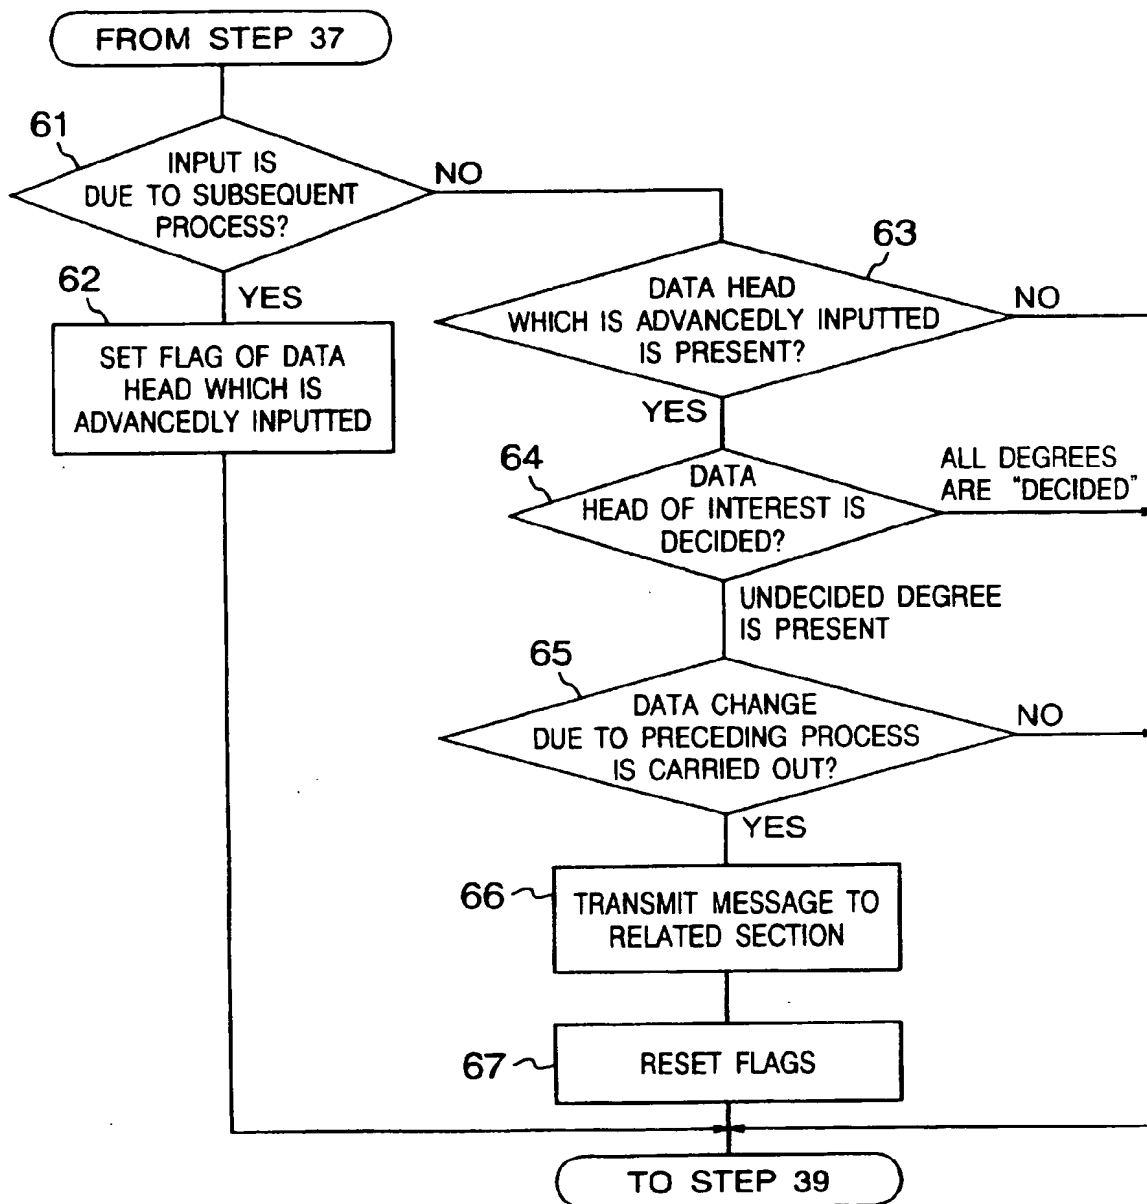 FROM STEP 37
61
INPUT IS
DUE TO SUBSEQUENT
PROCESS?
NO
YES
62
SET FLAG OF DATA
HEAD WHICH IS
ADVANCEDLY INPUTTED
63
DATA HEAD
WHICH IS ADVANCEDLY INPUTTED
IS PRESENT?
NO
YES
64
DATA
HEAD OF INTEREST IS
DECIDED?
ALL DEGREES
ARE "DECIDED"
UNDECIDED DEGREE
IS PRESENT
65
DATA CHANGE
DUE TO PRECEDING PROCESS
IS CARRIED OUT?
NO
YES
66
TRANSMIT MESSAGE TO
RELATED SECTION
67
RESET FLAGS
TO STEP 39